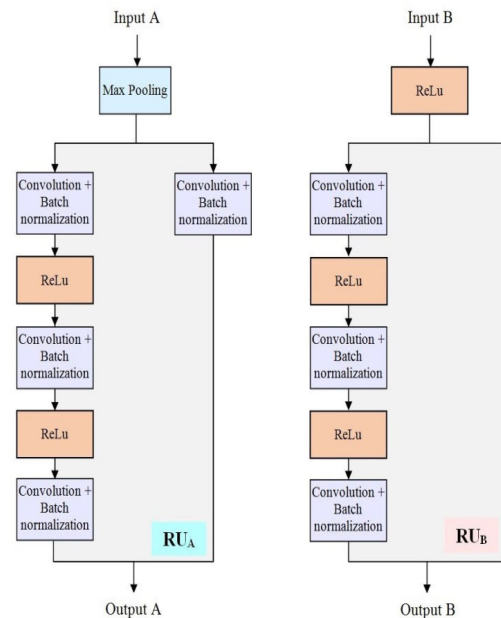 Input A
Max Pooling
Convolution +
Batch
normalization
Convolution +
Batch
normalization
ReLu
Convolution +
Batch
normalization
ReLu
Convolution +
Batch
normalization
RUA
Output A
Input B
ReLu
Convolution +
Batch
normalization
ReLu
Convolution +
Batch
normalization
ReLu
Convolution +
Batch
normalization
RUB
Output B